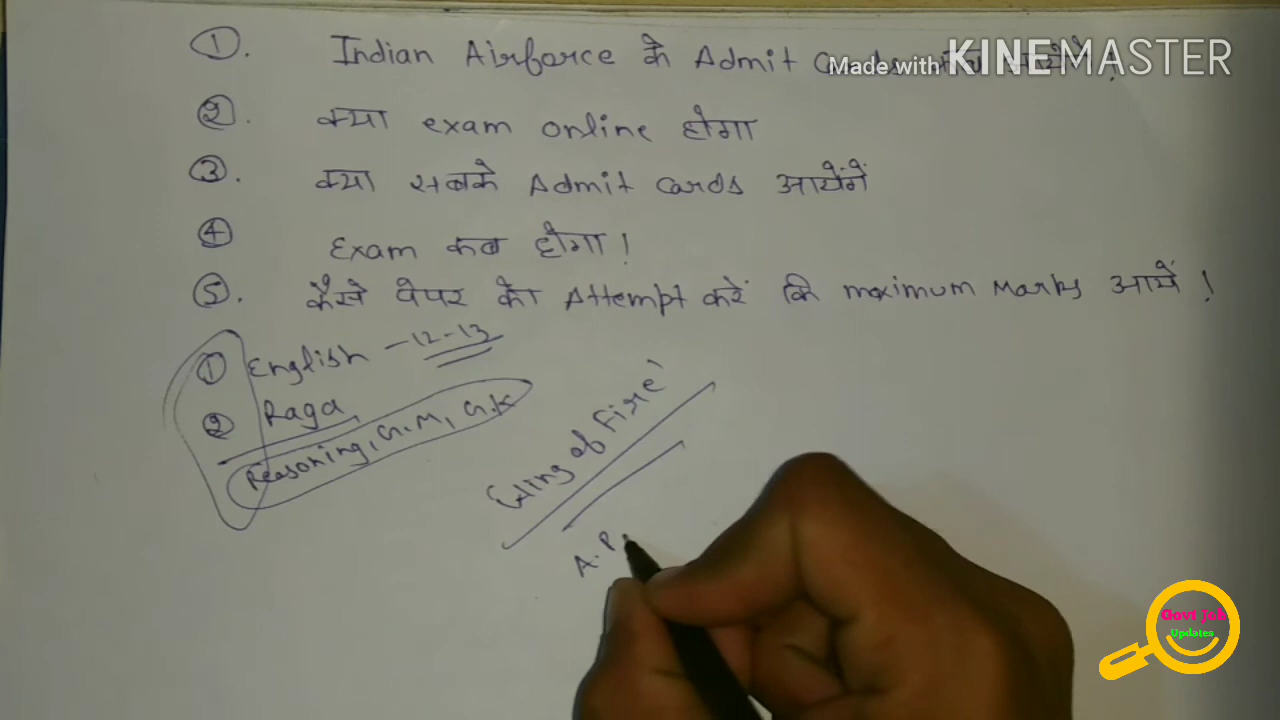 ①. Indian Airforce के Admit
Made with KINEMASTER
②. क्या exam online होगा
③. क्या सबके Admit cards आयेंगें
④ Exam कब होगा!
⑤. कैसे पेपर को Attempt करें कि maximum Marks आयें!
① English - 12-13
② Raga
Reasoning, G.M, G.K
Wing of Fire'
A.P.
Govt Job
Updates